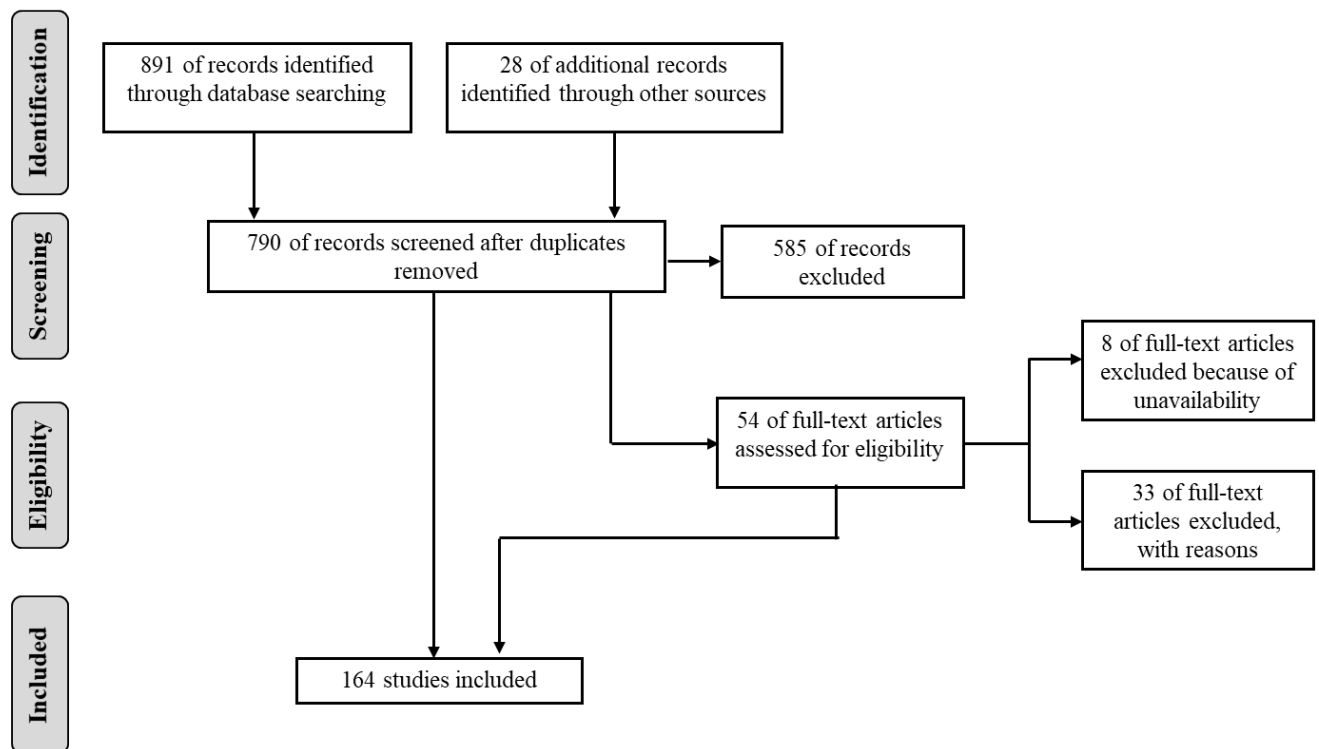 Identification
891 of records identified
through database searching
28 of additional records
identified through other sources
Screening
790 of records screened after duplicates
removed
585 of records
excluded
Eligibility
54 of full-text articles
assessed for eligibility
8 of full-text articles
excluded because of
unavailability
33 of full-text
articles excluded,
with reasons
Included
164 studies included